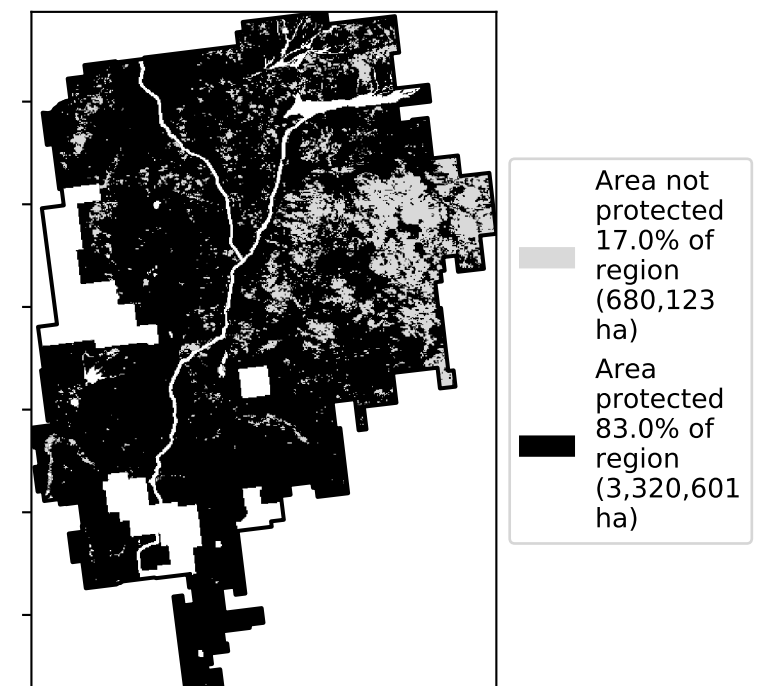 Area not
protected
17.0% of
region
(680,123
ha)
Area
protected
83.0% of
region
(3,320,601
ha)